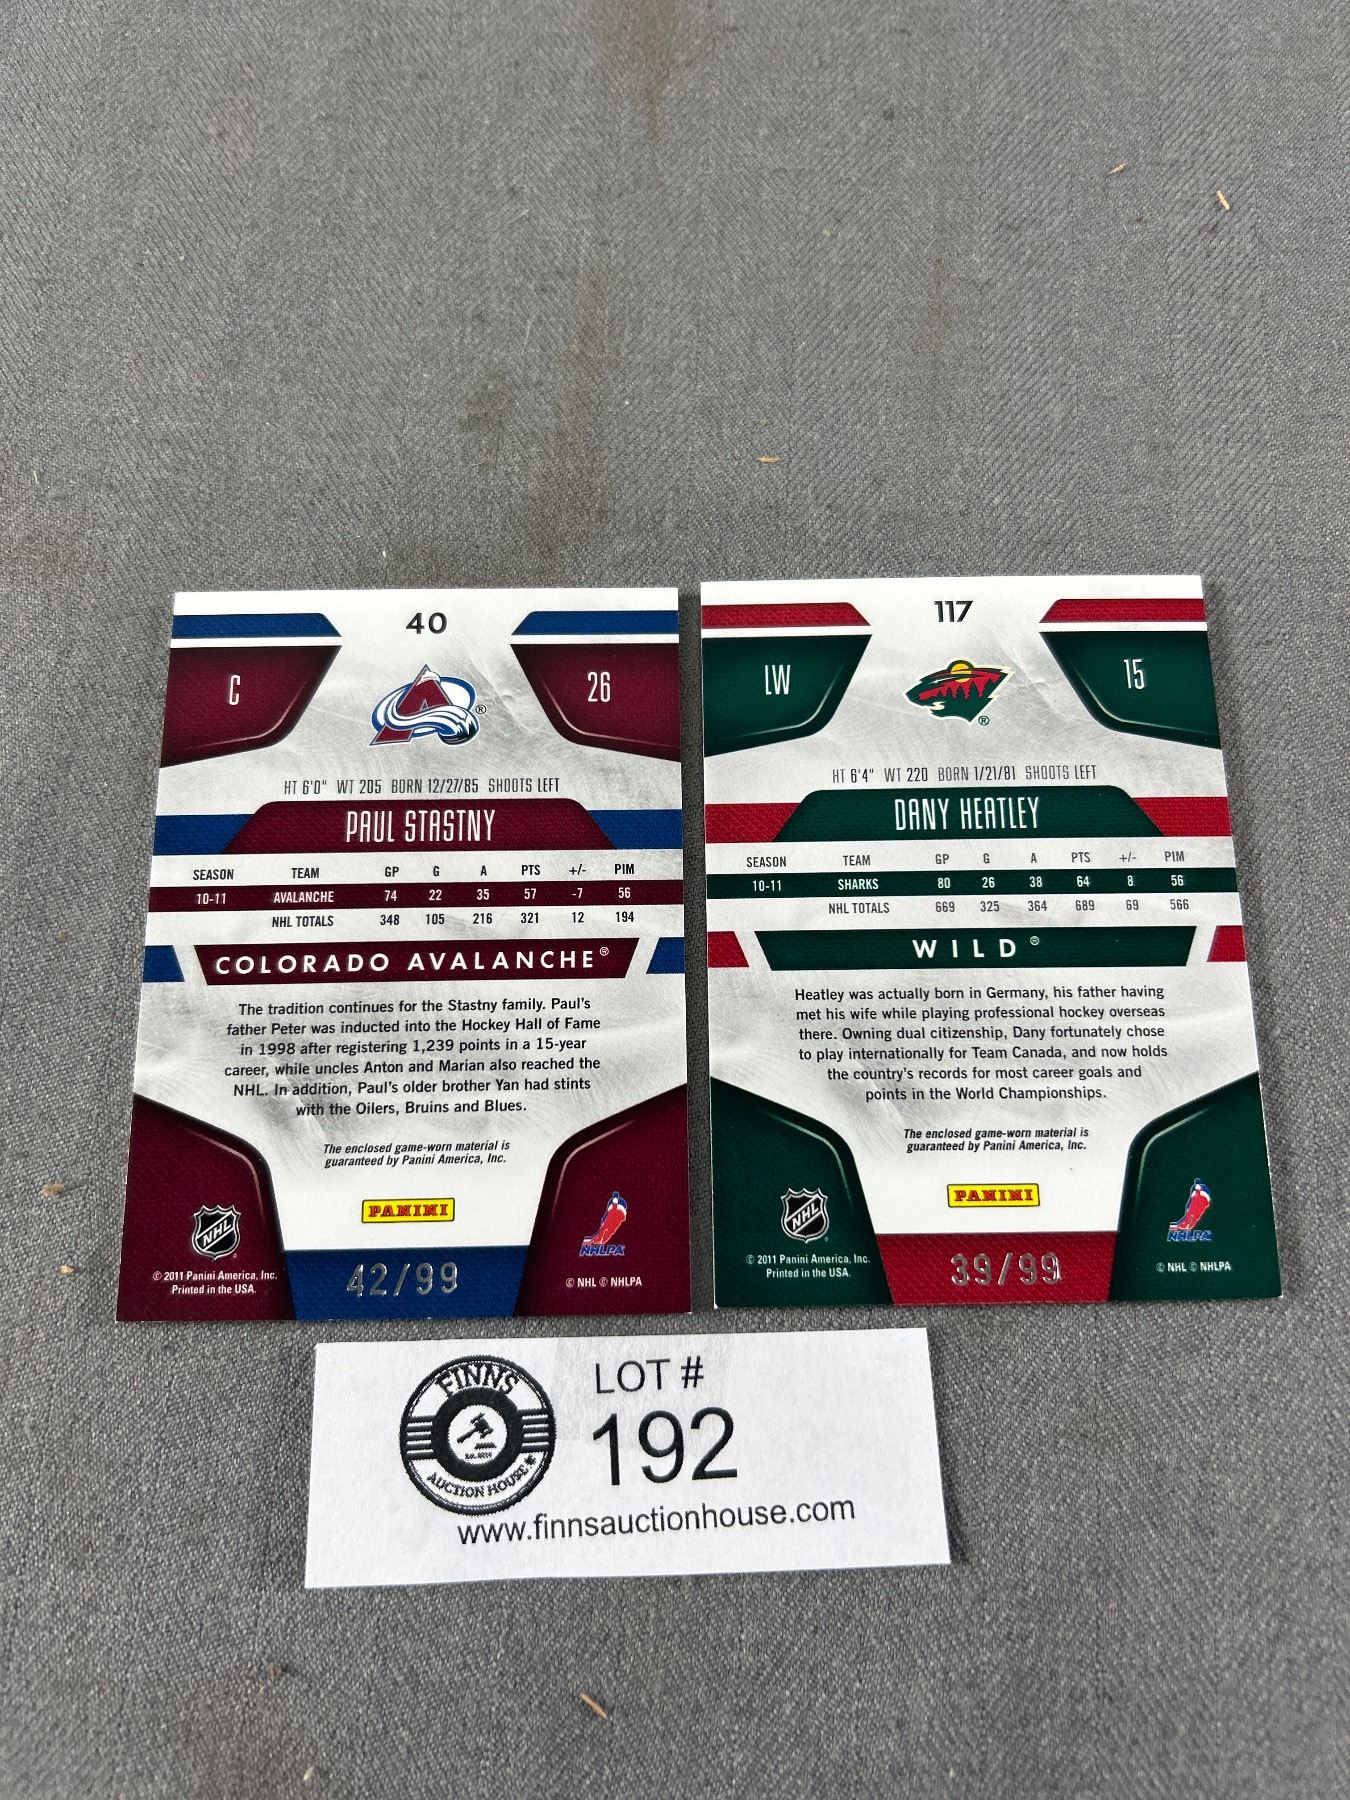 40
C
26
HT 6'0" WT 205 BORN 12/27/85 SHOOTS LEFT
PAUL STASTNY
SEASON TEAM GP G A PTS +/- PIM
10-11 AVALANCHE 74 22 35 57 -7 56
NHL TOTALS 348 105 216 321 12 194
COLORADO AVALANCHE®
The tradition continues for the Stastny family. Paul's
father Peter was inducted into the Hockey Hall of Fame
in 1998 after registering 1,239 points in a 15-year
career, while uncles Anton and Marian also reached the
NHL. In addition, Paul's older brother Yan had stints
with the Oilers, Bruins and Blues.
The enclosed game-worn material is
guaranteed by Panini America, Inc.
PANINI
NHL
NHLPA
© 2011 Panini America, Inc.
Printed in the USA.
42/99
© NHL © NHLPA
117
LW
15
®
HT 6'4" WT 220 BORN 1/21/81 SHOOTS LEFT
DANY HEATLEY
SEASON TEAM GP G A PTS +/- PIM
10-11 SHARKS 80 26 38 64 8 56
NHL TOTALS 669 325 364 689 69 566
WILD®
Heatley was actually born in Germany, his father having
met his wife while playing professional hockey overseas
there. Owning dual citizenship, Dany fortunately chose
to play internationally for Team Canada, and now holds
the country's records for most career goals and
points in the World Championships.
The enclosed game-worn material is
guaranteed by Panini America, Inc.
PANINI
NHL
NHLPA
© 2011 Panini America, Inc.
Printed in the USA.
39/99
© NHL © NHLPA
FINNS
AUCTION HOUSE
LOT #
192
www.finnsauctionhouse.com